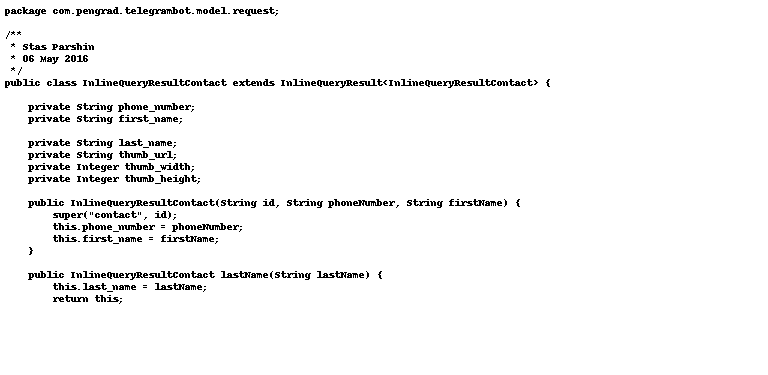 package com.pengrad.telegrambot.model.request;

/**
 * Stas Parshin
 * 06 May 2016
 */
public class InlineQueryResultContact extends InlineQueryResult<InlineQueryResultContact> {

    private String phone_number;
    private String first_name;

    private String last_name;
    private String thumb_url;
    private Integer thumb_width;
    private Integer thumb_height;

    public InlineQueryResultContact(String id, String phoneNumber, String firstName) {
        super("contact", id);
        this.phone_number = phoneNumber;
        this.first_name = firstName;
    }

    public InlineQueryResultContact lastName(String lastName) {
        this.last_name = lastName;
        return this;